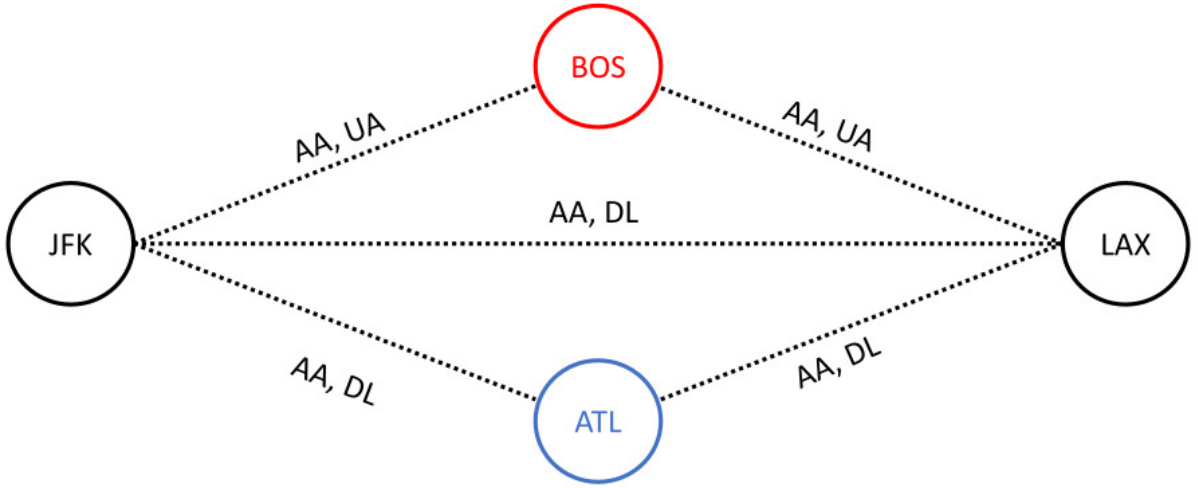 BOS
AA, UA
AA, UA
AA, DL
JFK
LAX
AA, DL
AA, DL
ATL